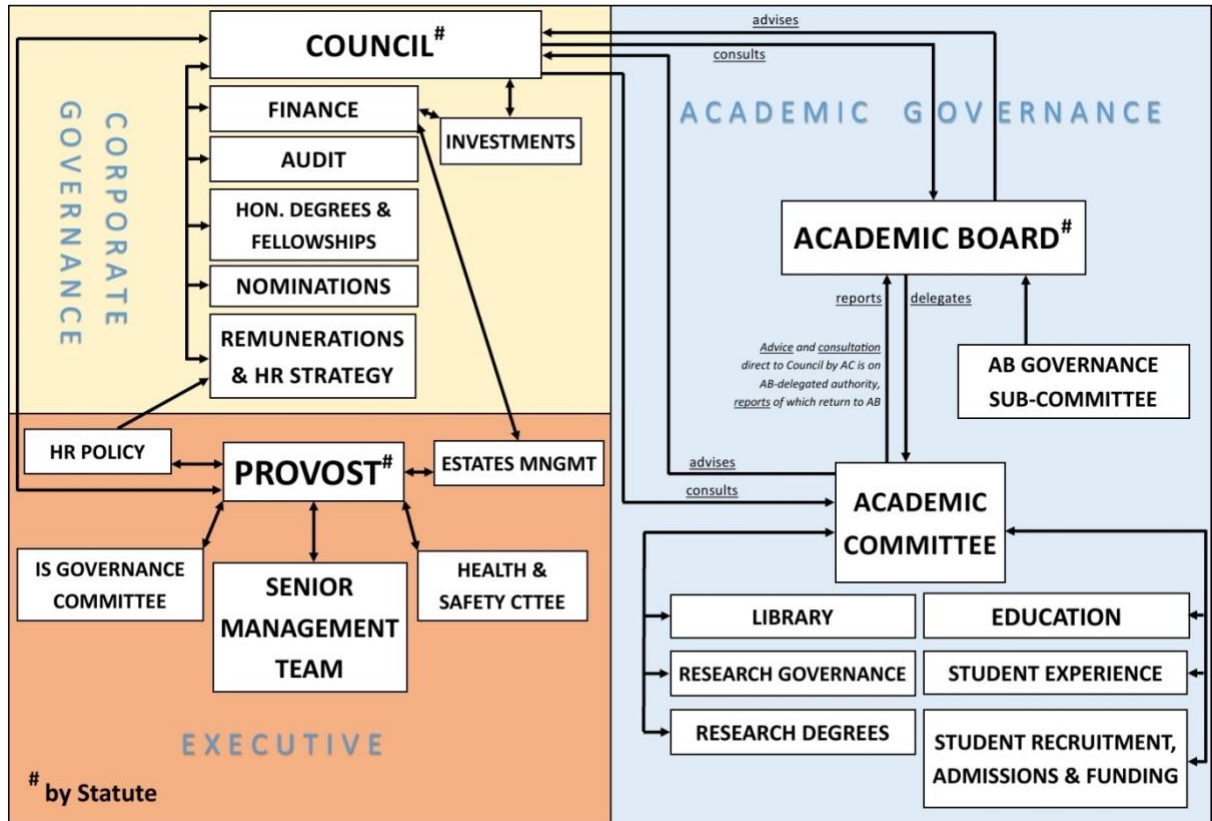 CORPORATE
GOVERNANCE
COUNCIL#
FINANCE
INVESTMENTS
AUDIT
HON. DEGREES &
FELLOWSHIPS
NOMINATIONS
REMUNERATIONS
& HR STRATEGY
HR POLICY
PROVOST#
ESTATES MNGMT
IS GOVERNANCE
COMMITTEE
SENIOR
MANAGEMENT
TEAM
HEALTH &
SAFETY CTTEE
EXECUTIVE
# by Statute
advises
consults
ACADEMIC GOVERNANCE
ACADEMIC BOARD#
reports
delegates
Advice and consultation
direct to Council by AC is on
AB-delegated authority,
reports of which return to AB
AB GOVERNANCE
SUB-COMMITTEE
advises
consults
ACADEMIC
COMMITTEE
LIBRARY
EDUCATION
RESEARCH GOVERNANCE
STUDENT EXPERIENCE
RESEARCH DEGREES
STUDENT RECRUITMENT,
ADMISSIONS & FUNDING